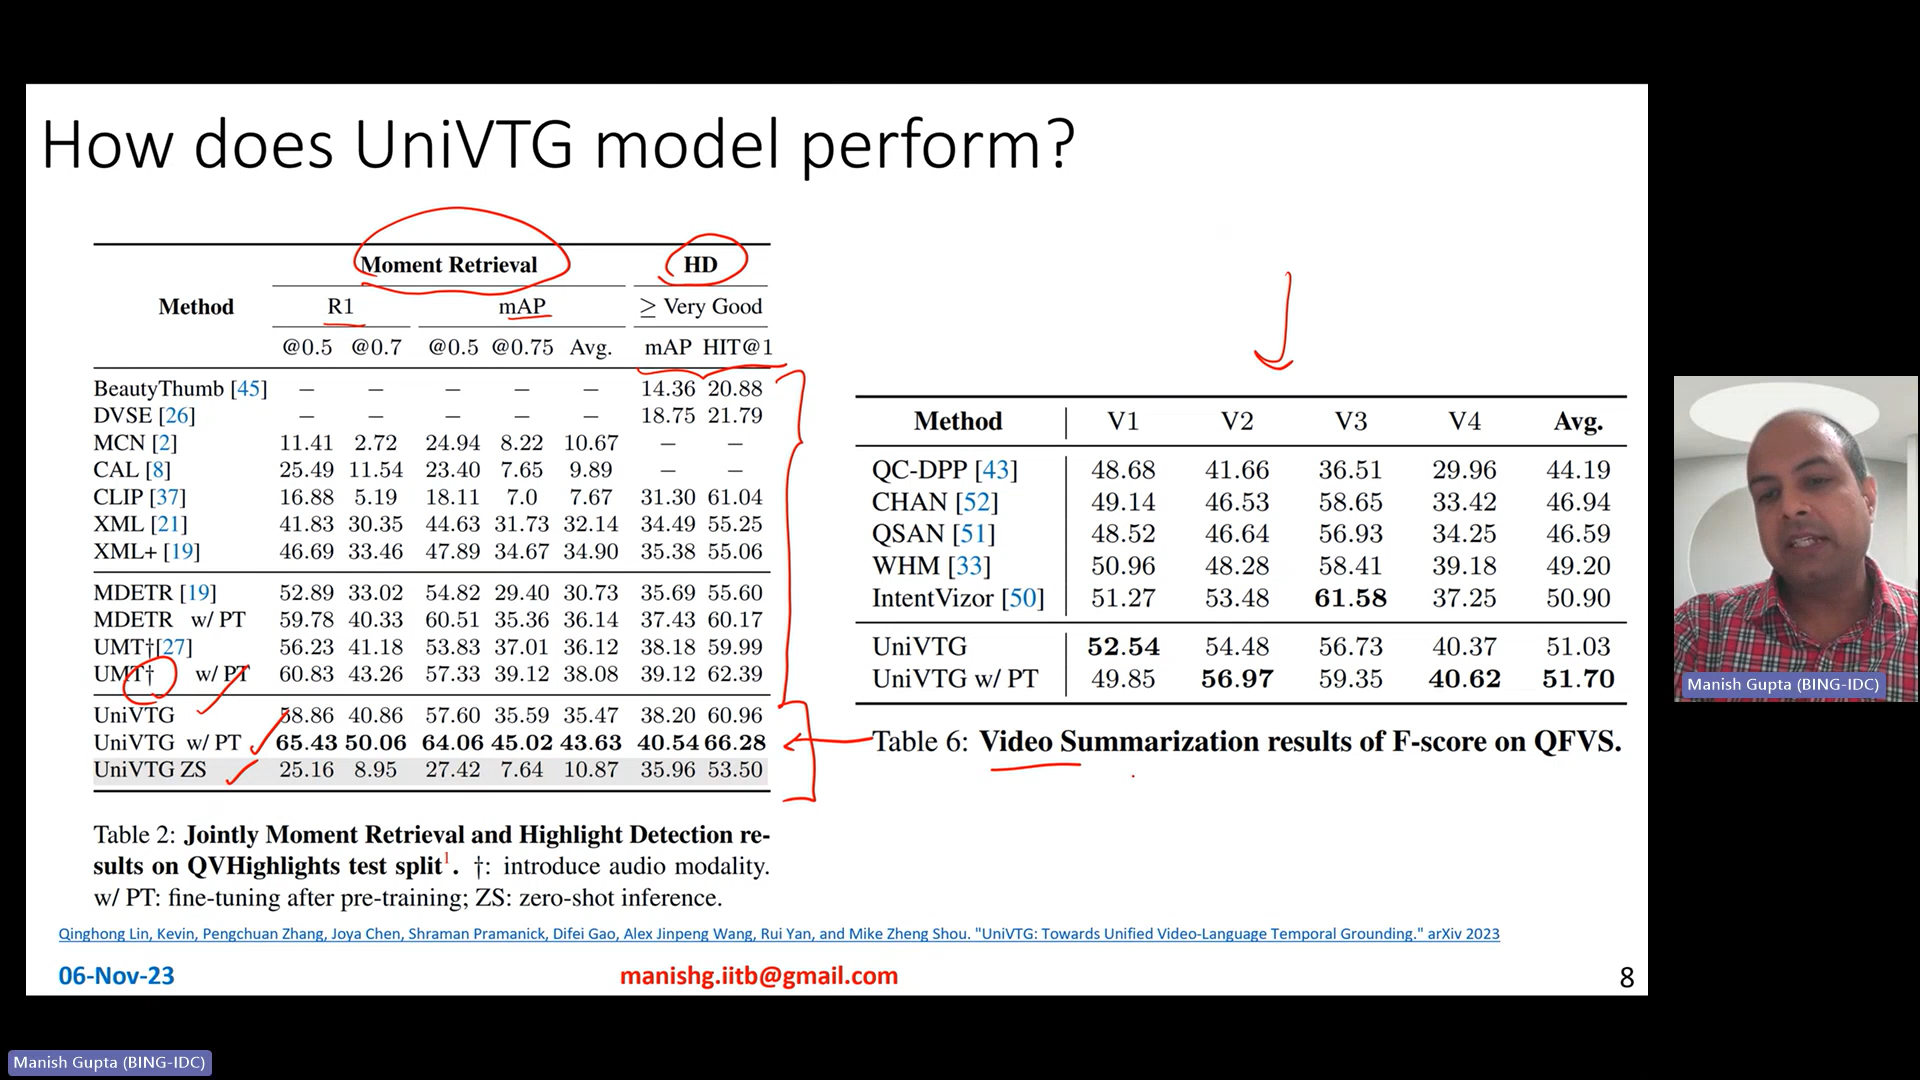 How does UniVTG model perform?
Method Moment Retrieval HD
R1 mAP ≥ Very Good
@0.5 @0.7 @0.5 @0.75 Avg. mAP HIT@1
BeautyThumb [45] – – – – – 14.36 20.88
DVSE [26] – – – – – 18.75 21.79
MCN [2] 11.41 2.72 24.94 8.22 10.67 – –
CAL [8] 25.49 11.54 23.40 7.65 9.89 – –
CLIP [37] 16.88 5.19 18.11 7.0 7.67 31.30 61.04
XML [21] 41.83 30.35 44.63 31.73 32.14 34.49 55.25
XML+ [19] 46.69 33.46 47.89 34.67 34.90 35.38 55.06
MDETR [19] 52.89 33.02 54.82 29.40 30.73 35.69 55.60
MDETR w/ PT 59.78 40.33 60.51 35.36 36.14 37.43 60.17
UMT†[27] 56.23 41.18 53.83 37.01 36.12 38.18 59.99
UMT† w/ PT 60.83 43.26 57.33 39.12 38.08 39.12 62.39
UniVTG 58.86 40.86 57.60 35.59 35.47 38.20 60.96
UniVTG w/ PT 65.43 50.06 64.06 45.02 43.63 40.54 66.28
UniVTG ZS 25.16 8.95 27.42 7.64 10.87 35.96 53.50
Table 2: Jointly Moment Retrieval and Highlight Detection re-
sults on QVHighlights test split1. †: introduce audio modality.
w/ PT: fine-tuning after pre-training; ZS: zero-shot inference.
Method V1 V2 V3 V4 Avg.
QC-DPP [43] 48.68 41.66 36.51 29.96 44.19
CHAN [52] 49.14 46.53 58.65 33.42 46.94
QSAN [51] 48.52 46.64 56.93 34.25 46.59
WHM [33] 50.96 48.28 58.41 39.18 49.20
IntentVizor [50] 51.27 53.48 61.58 37.25 50.90
UniVTG 52.54 54.48 56.73 40.37 51.03
UniVTG w/ PT 49.85 56.97 59.35 40.62 51.70
Table 6: Video Summarization results of F-score on QFVS.
Qinghong Lin, Kevin, Pengchuan Zhang, Joya Chen, Shraman Pramanick, Difei Gao, Alex Jinpeng Wang, Rui Yan, and Mike Zheng Shou. "UniVTG: Towards Unified Video-Language Temporal Grounding." arXiv 2023
06-Nov-23 manishg.iitb@gmail.com 8
Manish Gupta (BING-IDC)
Manish Gupta (BING-IDC)